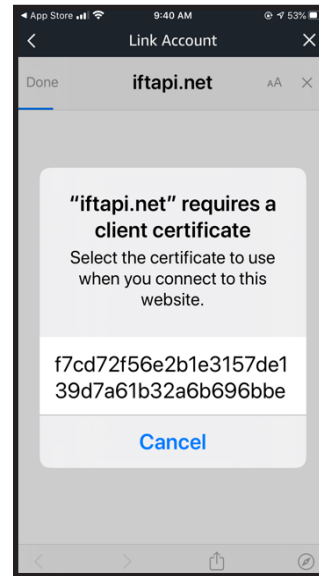 App Store 9:40 AM 53%
Link Account
Done iftapi.net AA
"iftapi.net" requires a
client certificate
Select the certificate to use
when you connect to this
website.
f7cd72f56e2b1e3157de1
39d7a61b32a6b696bbe
Cancel